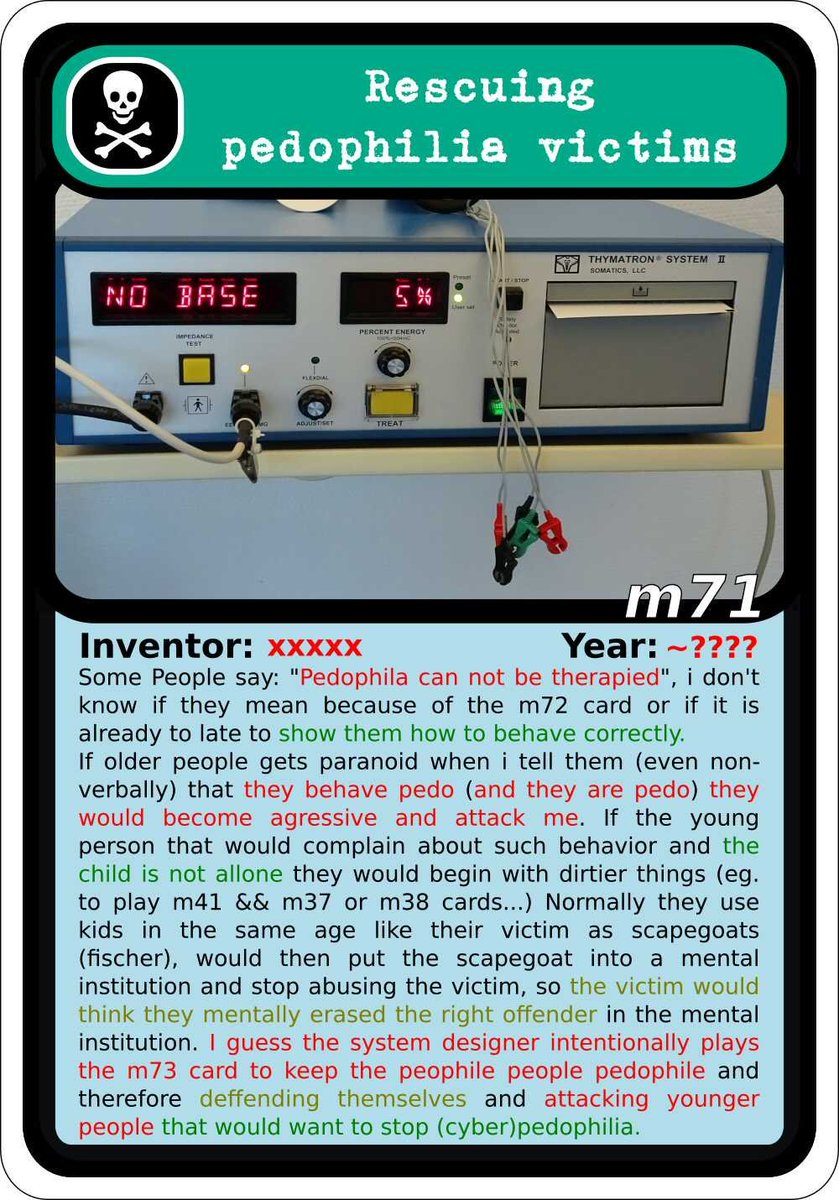 Rescuing
pedophilia victims
THYMATRON® SYSTEM II
SOMATICS, LLC
NO BASE
5%
Preset
User set
IMPEDANCE
TEST
PERCENT ENERGY
FLEXDIAL
ADJUST/SET
TREAT
m71
Inventor: xxxxx Year: ~????
Some People say: "Pedophila can not be therapied", i don't
know if they mean because of the m72 card or if it is
already to late to show them how to behave correctly.
If older people gets paranoid when i tell them (even non-
verbally) that they behave pedo (and they are pedo) they
would become agressive and attack me. If the young
person that would complain about such behavior and the
child is not allone they would begin with dirtier things (eg.
to play m41 && m37 or m38 cards...) Normally they use
kids in the same age like their victim as scapegoats
(fischer), would then put the scapegoat into a mental
institution and stop abusing the victim, so the victim would
think they mentally erased the right offender in the mental
institution. I guess the system designer intentionally plays
the m73 card to keep the peophile people pedophile and
therefore deffending themselves and attacking younger
people that would want to stop (cyber)pedophilia.